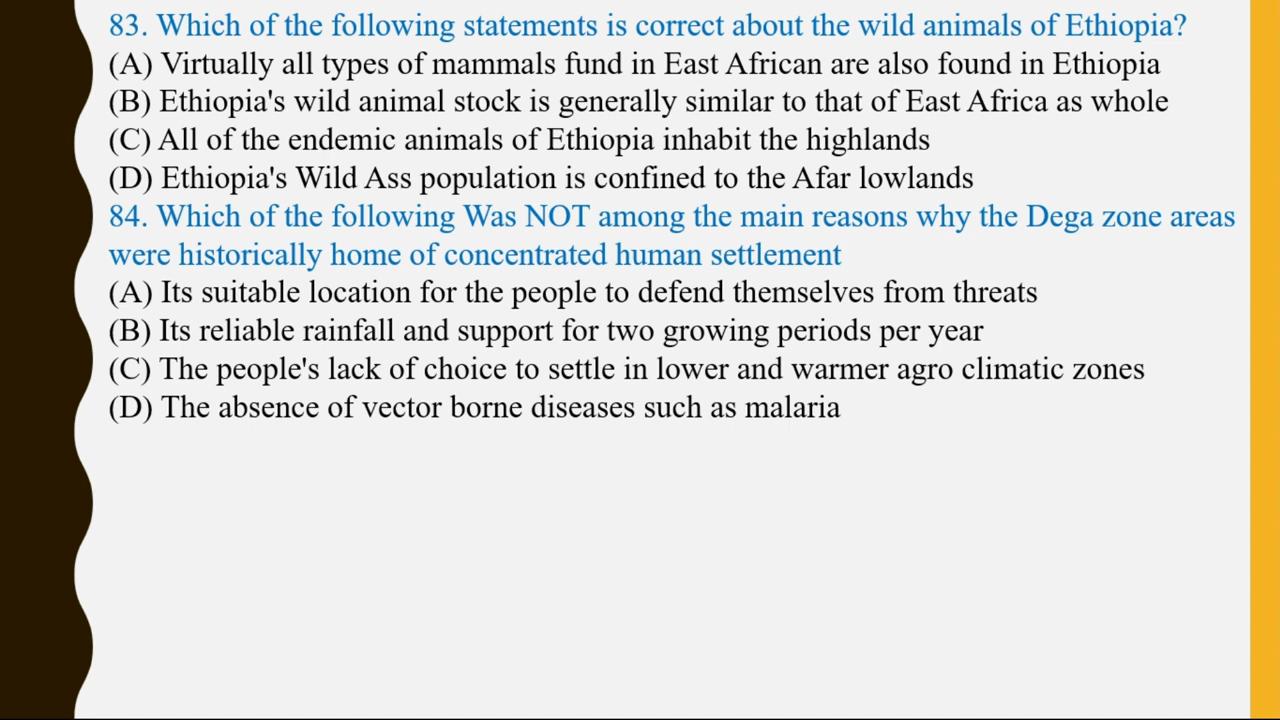 83. Which of the following statements is correct about the wild animals of Ethiopia?
(A) Virtually all types of mammals fund in East African are also found in Ethiopia
(B) Ethiopia's wild animal stock is generally similar to that of East Africa as whole
(C) All of the endemic animals of Ethiopia inhabit the highlands
(D) Ethiopia's Wild Ass population is confined to the Afar lowlands
84. Which of the following Was NOT among the main reasons why the Dega zone areas
were historically home of concentrated human settlement
(A) Its suitable location for the people to defend themselves from threats
(B) Its reliable rainfall and support for two growing periods per year
(C) The people's lack of choice to settle in lower and warmer agro climatic zones
(D) The absence of vector borne diseases such as malaria